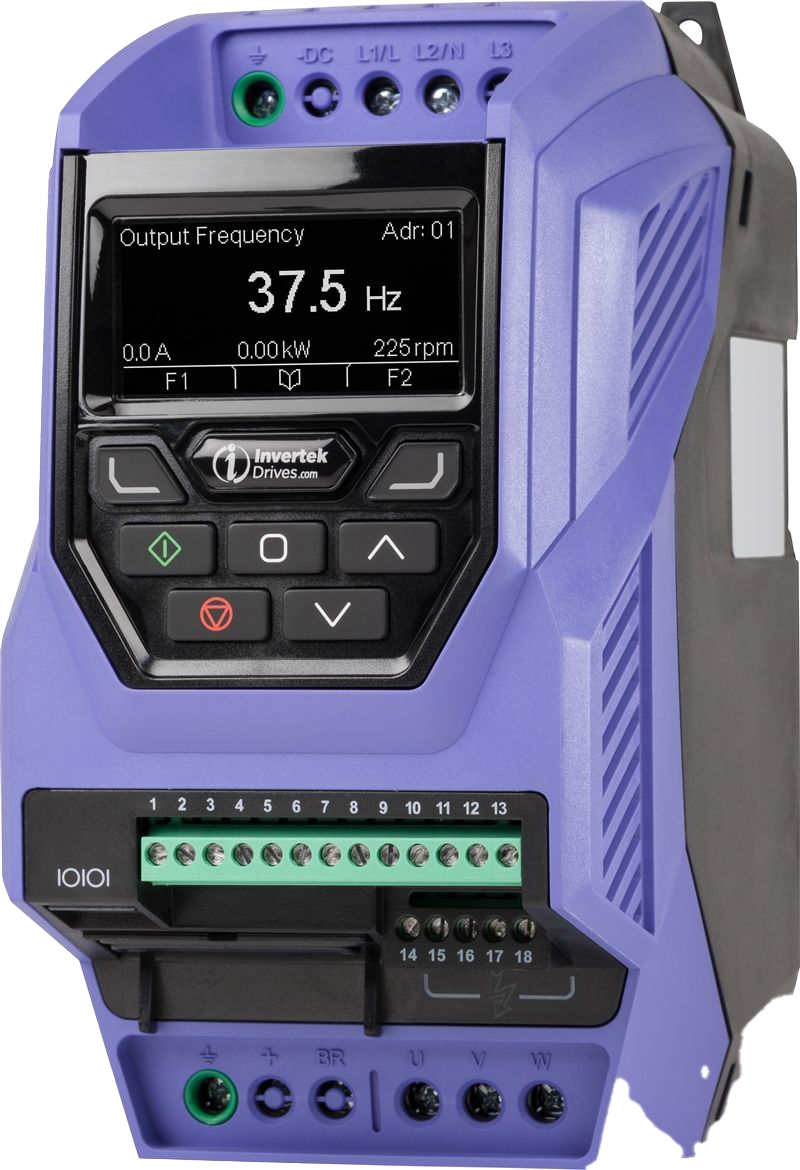 -DC L1/L L2/N L3
Output Frequency Adr: 01
37.5 Hz
0.0 A 0.00 kW 225 rpm
F1 F2
Invertek
Drives.com
1 2 3 4 5 6 7 8 9 10 11 12 13
IOIOI
14 15 16 17 18
+ BR U V W